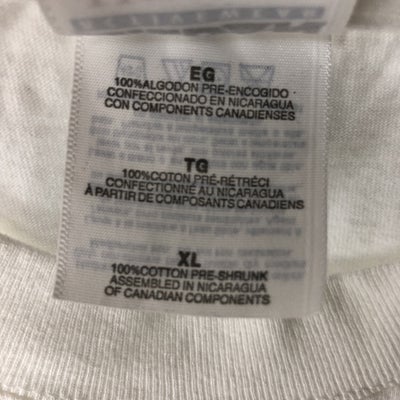 EG
100%ALGODON PRE-ENCOGIDO
CONFECCIONADO EN NICARAGUA
CON COMPONENTS CANADIENSES
TG
100%COTON PRÉ-RÉTRÉCI
CONFECTIONNÉ AU NICARAGUA
À PARTIR DE COMPOSANTS CANADIENS
XL
100%COTTON PRE-SHRUNK
ASSEMBLED IN NICARAGUA
OF CANADIAN COMPONENTS